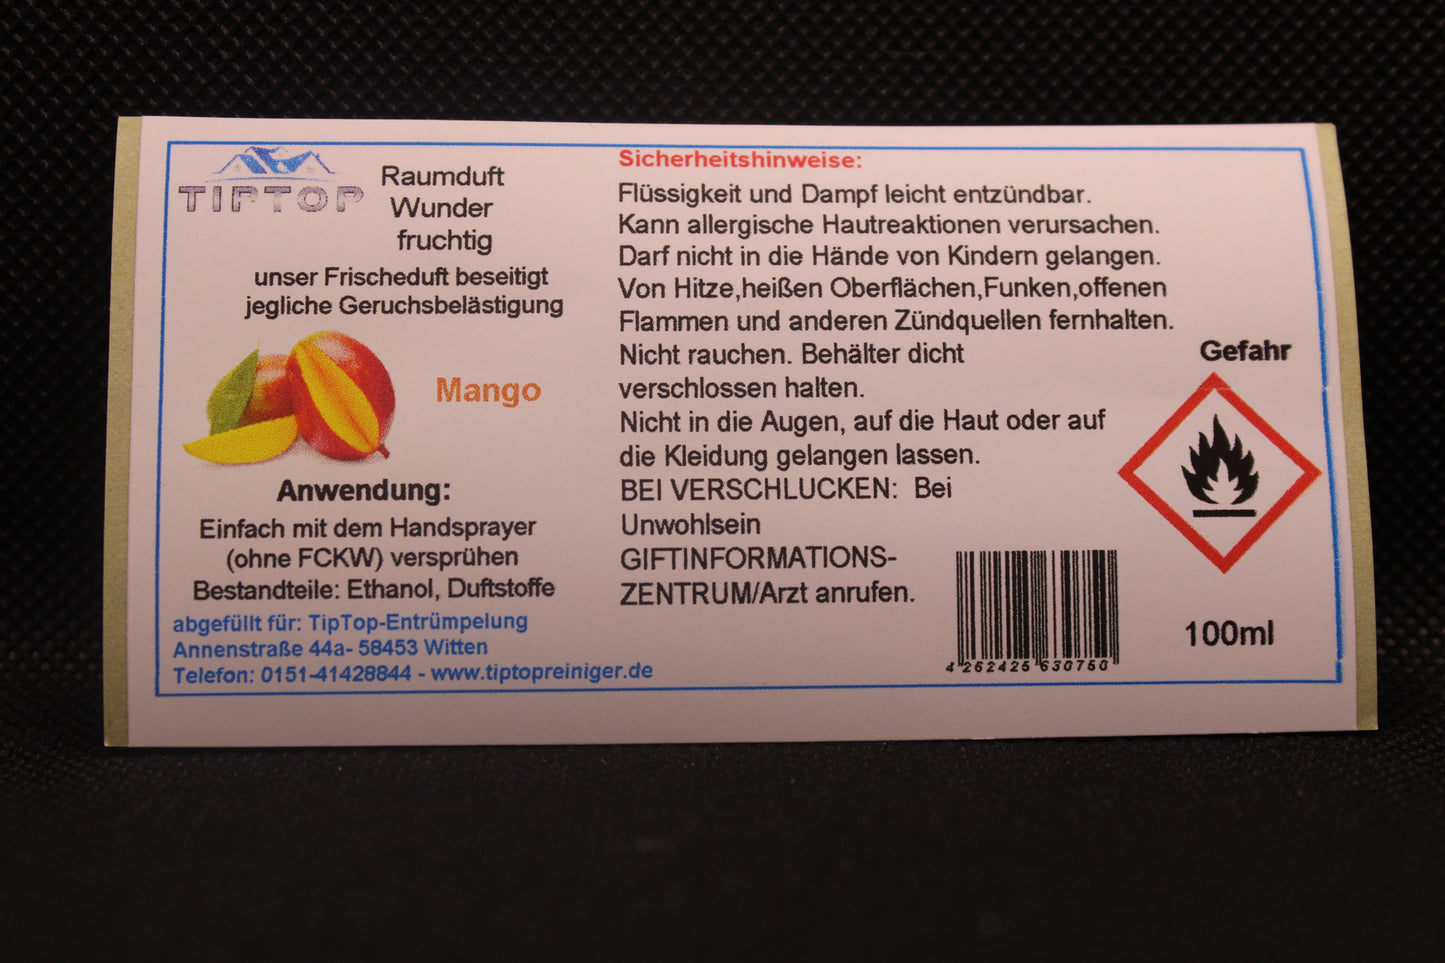 TIPTOP
Raumduft
Wunder
fruchtig
unser Frischeduft beseitigt
jegliche Geruchsbelästigung
Mango
Anwendung:
Einfach mit dem Handsprayer
(ohne FCKW) versprühen
Bestandteile: Ethanol, Duftstoffe
abgefüllt für: TipTop-Entrümpelung
Annenstraße 44a- 58453 Witten
Telefon: 0151-41428844 - www.tiptopreiniger.de
Sicherheitshinweise:
Flüssigkeit und Dampf leicht entzündbar.
Kann allergische Hautreaktionen verursachen.
Darf nicht in die Hände von Kindern gelangen.
Von Hitze,heißen Oberflächen,Funken,offenen
Flammen und anderen Zündquellen fernhalten.
Nicht rauchen. Behälter dicht
verschlossen halten.
Nicht in die Augen, auf die Haut oder auf
die Kleidung gelangen lassen.
BEI VERSCHLUCKEN: Bei
Unwohlsein
GIFTINFORMATIONS-
ZENTRUM/Arzt anrufen.
Gefahr
4 262425 630750
100ml